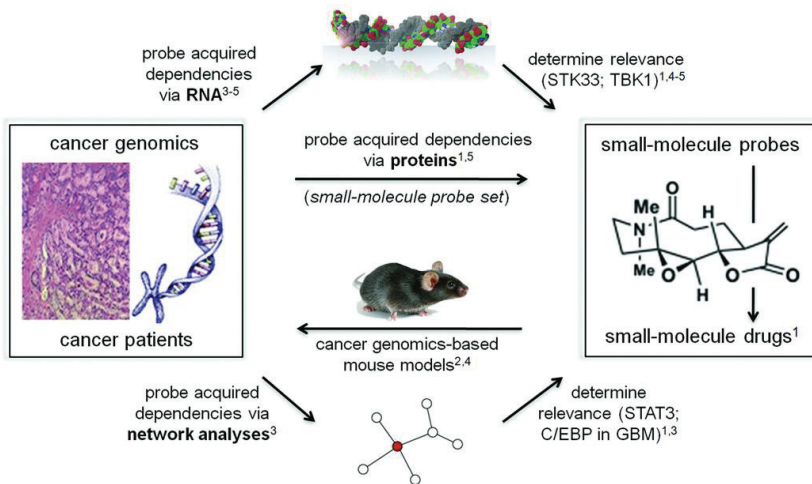 probe acquired
dependencies
via RNA³⁻⁵
determine relevance
(STK33; TBK1)¹,⁴⁻⁵
cancer genomics
cancer patients
probe acquired dependencies
via proteins¹,⁵
(small-molecule probe set)
cancer genomics-based
mouse models²,⁴
small-molecule probes
O
Me
H
N
Me
O
H
O
O
small-molecule drugs¹
probe acquired
dependencies via
network analyses³
determine
relevance (STAT3;
C/EBP in GBM)¹,³